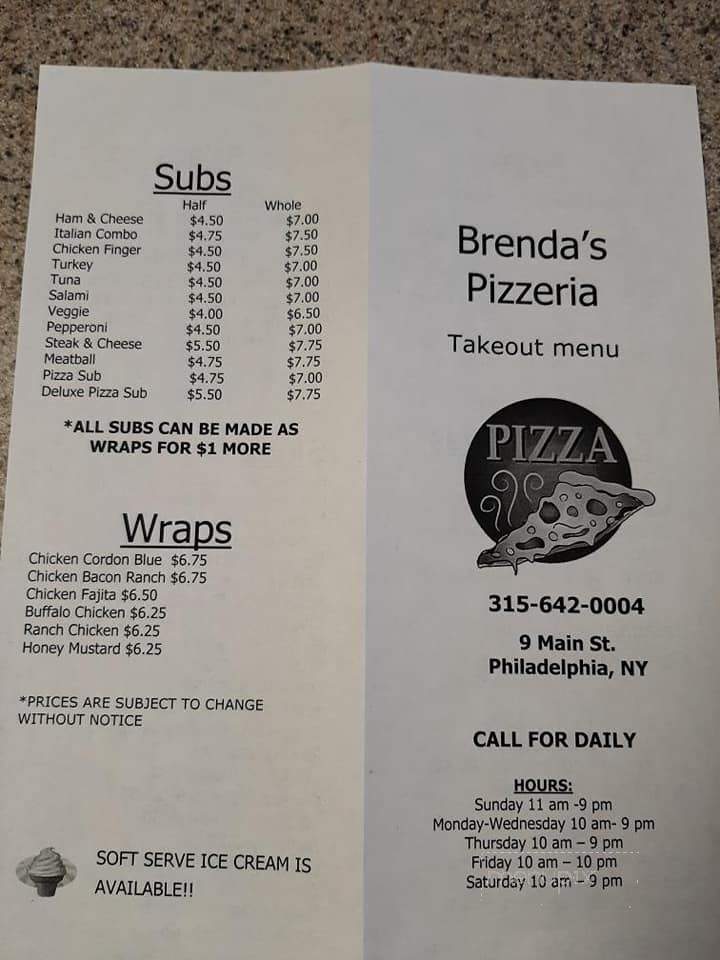 Subs
Half Whole
Ham & Cheese $4.50 $7.00
Italian Combo $4.75 $7.50
Chicken Finger $4.50 $7.50
Turkey $4.50 $7.00
Tuna $4.50 $7.00
Salami $4.50 $7.00
Veggie $4.00 $6.50
Pepperoni $4.50 $7.00
Steak & Cheese $5.50 $7.75
Meatball $4.75 $7.75
Pizza Sub $4.75 $7.00
Deluxe Pizza Sub $5.50 $7.75
*ALL SUBS CAN BE MADE AS
WRAPS FOR $1 MORE
Wraps
Chicken Cordon Blue $6.75
Chicken Bacon Ranch $6.75
Chicken Fajita $6.50
Buffalo Chicken $6.25
Ranch Chicken $6.25
Honey Mustard $6.25
*PRICES ARE SUBJECT TO CHANGE
WITHOUT NOTICE
SOFT SERVE ICE CREAM IS
AVAILABLE!!
Brenda's
Pizzeria
Takeout menu
PIZZA
315-642-0004
9 Main St.
Philadelphia, NY
CALL FOR DAILY
HOURS:
Sunday 11 am -9 pm
Monday-Wednesday 10 am- 9 pm
Thursday 10 am – 9 pm
Friday 10 am – 10 pm
Saturday 10 am – 9 pm